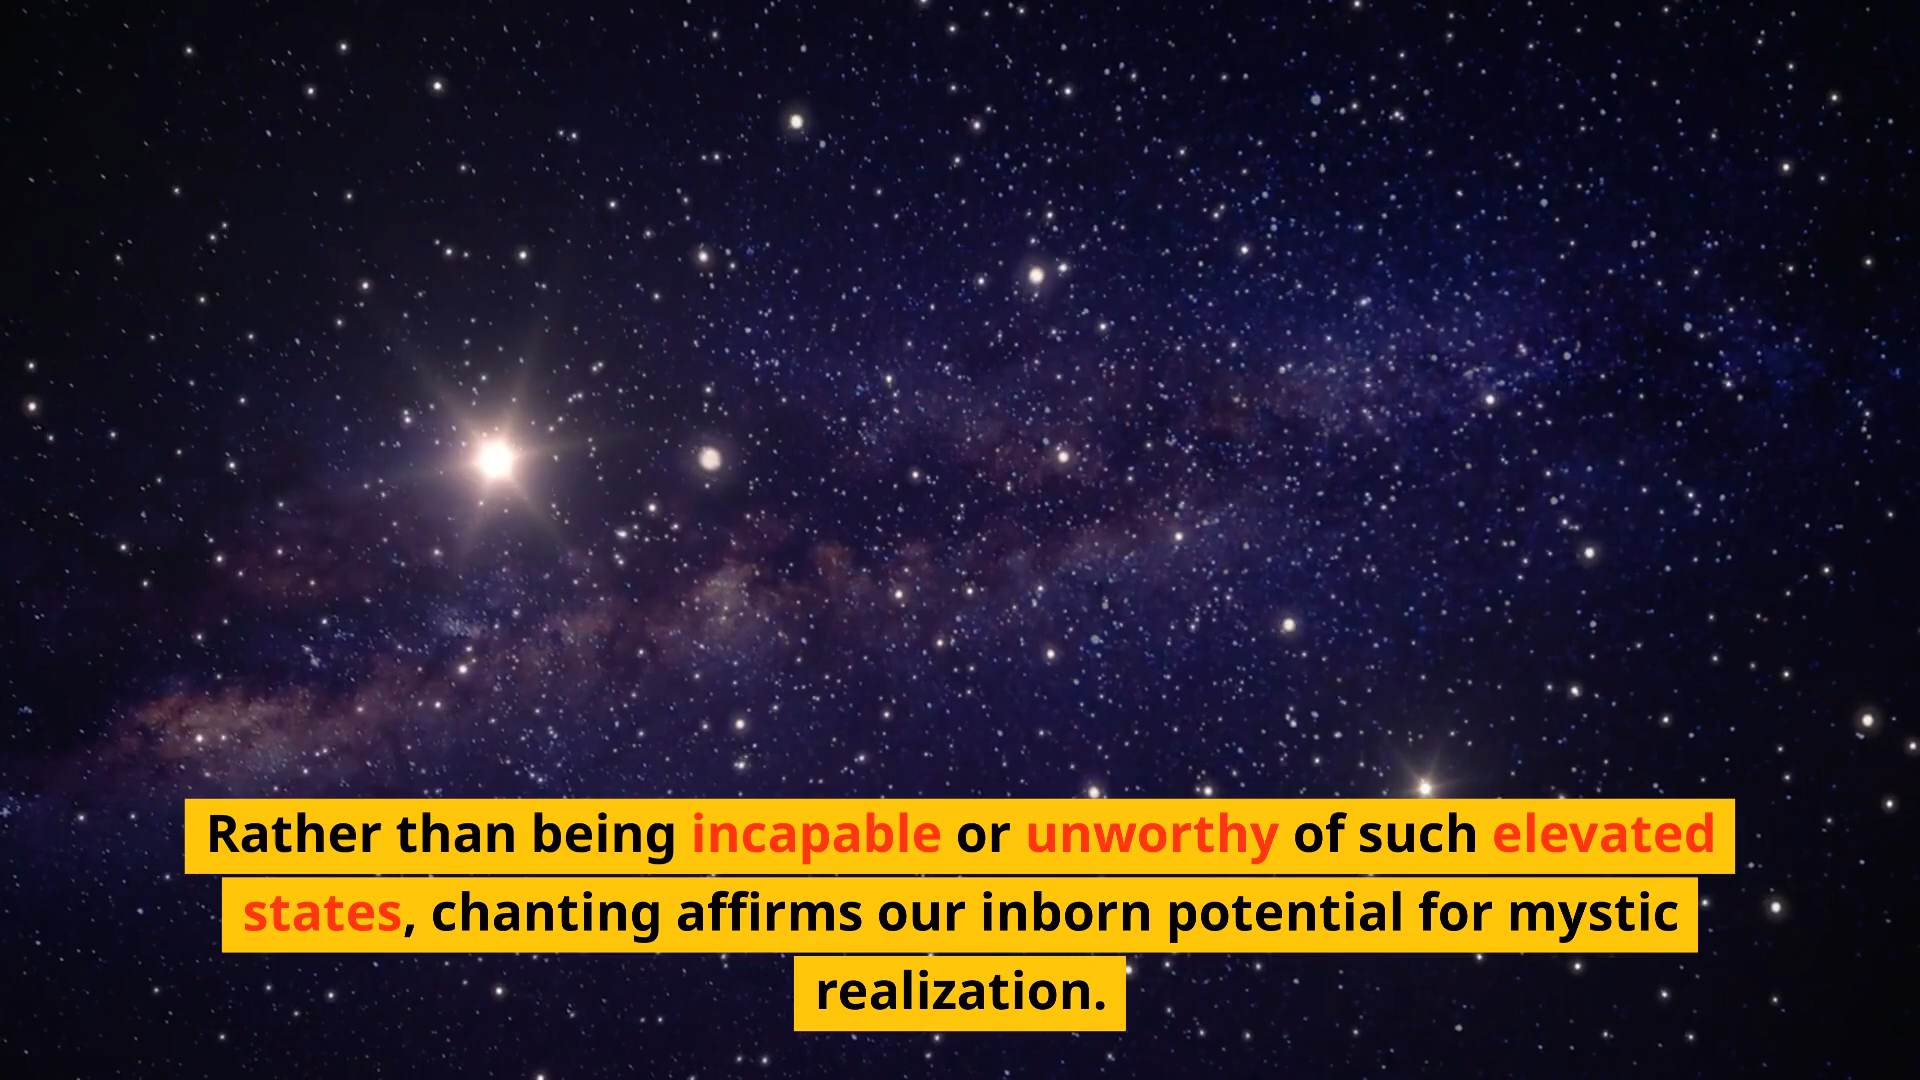 Rather than being incapable or unworthy of such elevated
states, chanting affirms our inborn potential for mystic
realization.